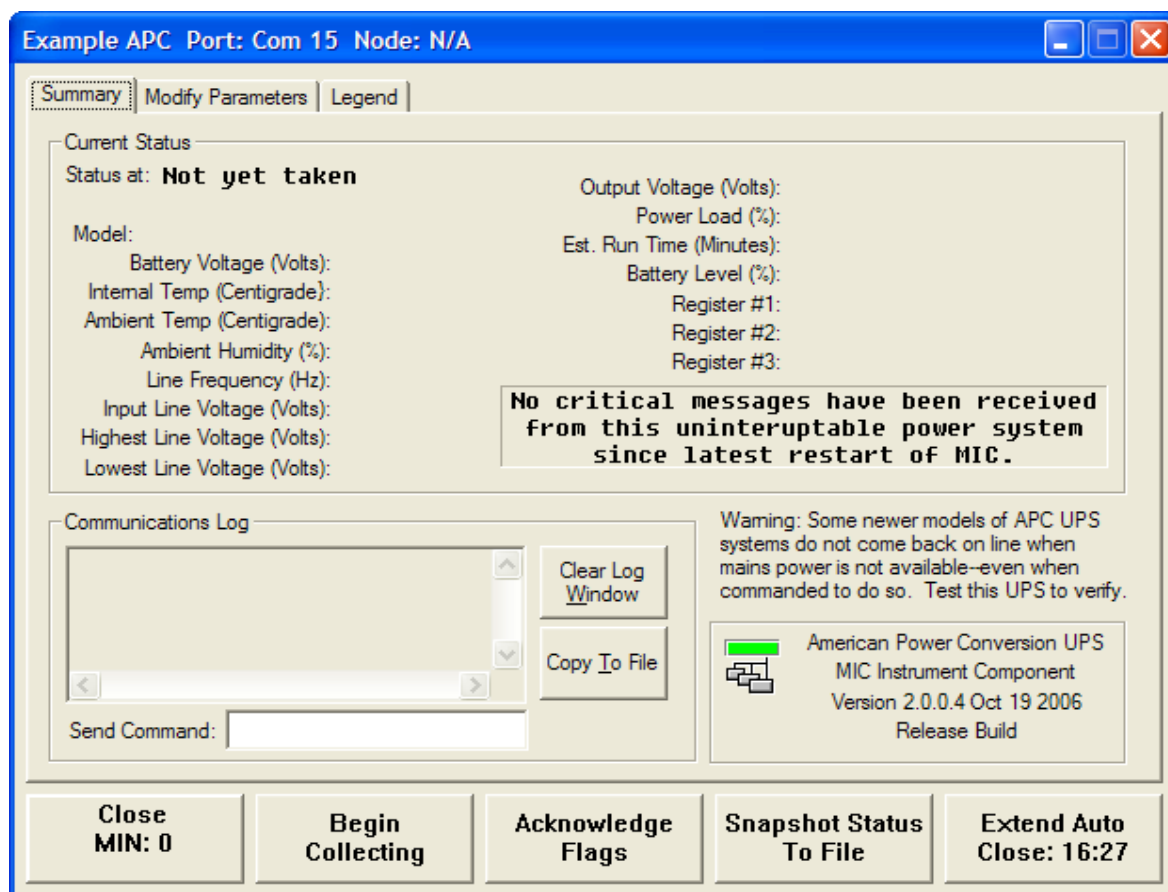 Example APC  Port: Com 15  Node: N/A
Summary
Modify Parameters
Legend
Current Status
Status at: Not yet taken
Model:
Battery Voltage (Volts):
Internal Temp (Centigrade}:
Ambient Temp (Centigrade):
Ambient Humidity (%):
Line Frequency (Hz):
Input Line Voltage (Volts):
Highest Line Voltage (Volts):
Lowest Line Voltage (Volts):
Output Voltage (Volts):
Power Load (%):
Est. Run Time (Minutes):
Battery Level (%):
Register #1:
Register #2:
Register #3:
No critical messages have been received
from this uninteruptable power system
since latest restart of MIC.
Communications Log
Clear Log
Window
Copy To File
Send Command:
Warning: Some newer models of APC UPS
systems do not come back on line when
mains power is not available--even when
commanded to do so.  Test this UPS to verify.
American Power Conversion UPS
MIC Instrument Component
Version 2.0.0.4 Oct 19 2006
Release Build
Close
MIN: 0
Begin
Collecting
Acknowledge
Flags
Snapshot Status
To File
Extend Auto
Close: 16:27